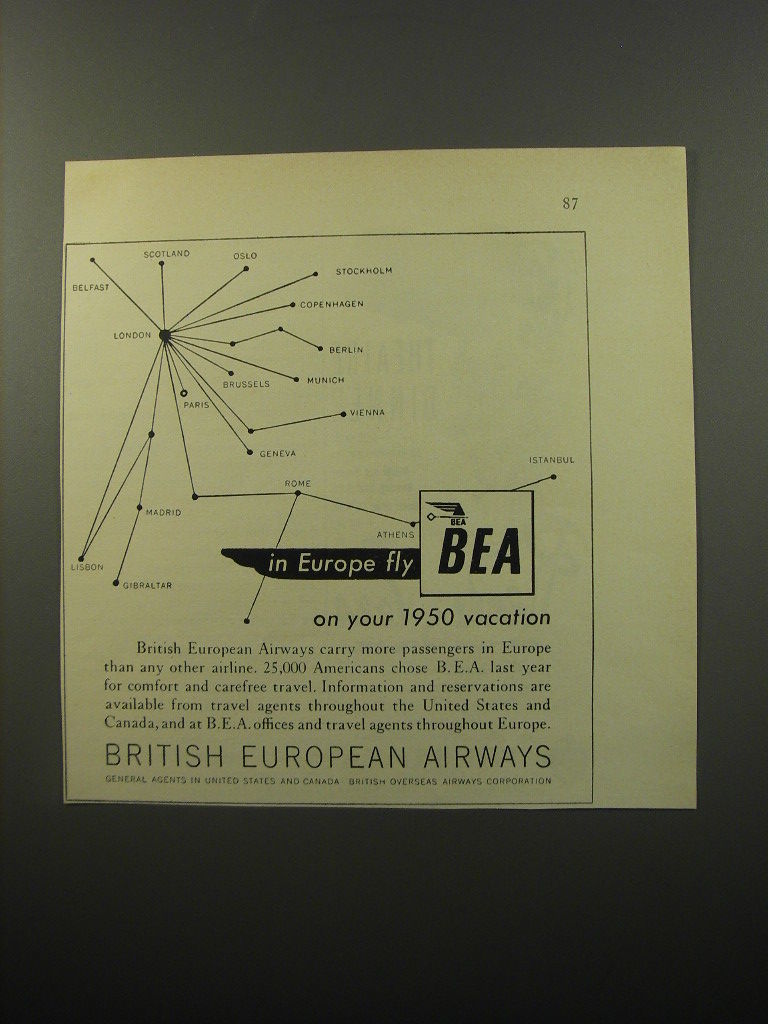 87
SCOTLAND
OSLO
STOCKHOLM
BELFAST
COPENHAGEN
LONDON
BERLIN
BRUSSELS
MUNICH
PARIS
VIENNA
GENEVA
ISTANBUL
ROME
MADRID
ATHENS
LISBON
GIBRALTAR
BEA
in Europe fly BEA
on your 1950 vacation
British European Airways carry more passengers in Europe
than any other airline. 25,000 Americans chose B.E.A. last year
for comfort and carefree travel. Information and reservations are
available from travel agents throughout the United States and
Canada, and at B.E.A. offices and travel agents throughout Europe.
BRITISH EUROPEAN AIRWAYS
GENERAL AGENTS IN UNITED STATES AND CANADA BRITISH OVERSEAS AIRWAYS CORPORATION